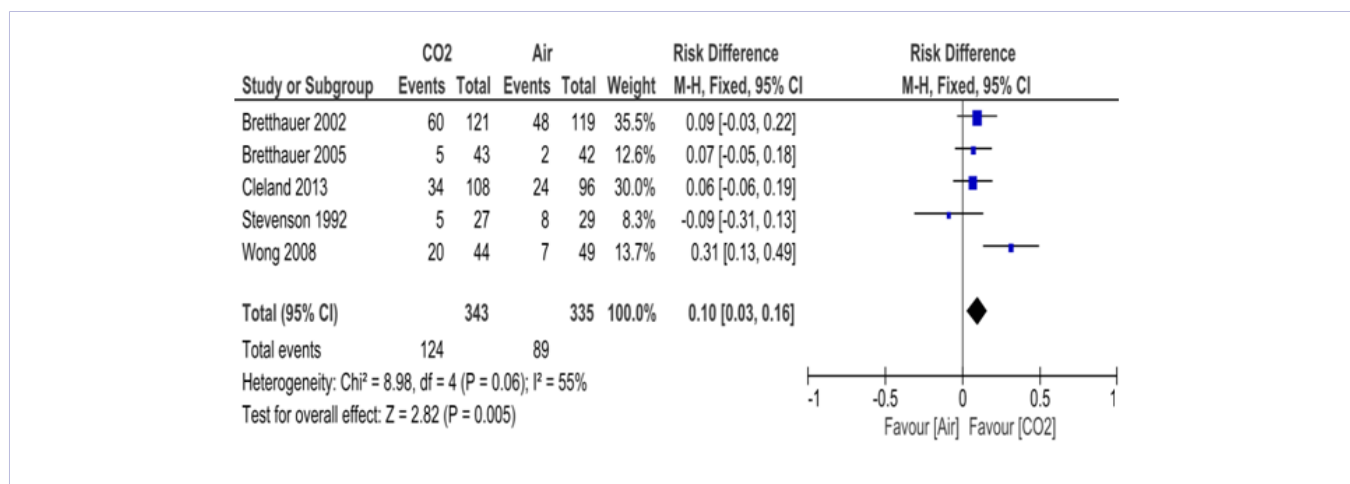 CO2 Air Risk Difference Risk Difference
Study or Subgroup Events Total Events Total Weight M-H, Fixed, 95% CI M-H, Fixed, 95% CI
Bretthauer 2002 60 121 48 119 35.5% 0.09 [-0.03, 0.22]
Bretthauer 2005 5 43 2 42 12.6% 0.07 [-0.05, 0.18]
Cleland 2013 34 108 24 96 30.0% 0.06 [-0.06, 0.19]
Stevenson 1992 5 27 8 29 8.3% -0.09 [-0.31, 0.13]
Wong 2008 20 44 7 49 13.7% 0.31 [0.13, 0.49]
Total (95% CI) 343 335 100.0% 0.10 [0.03, 0.16]
Total events 124 89
Heterogeneity: Chi² = 8.98, df = 4 (P = 0.06); I² = 55%
Test for overall effect: Z = 2.82 (P = 0.005)
-1 -0.5 0 0.5 1
Favour [Air] Favour [CO2]